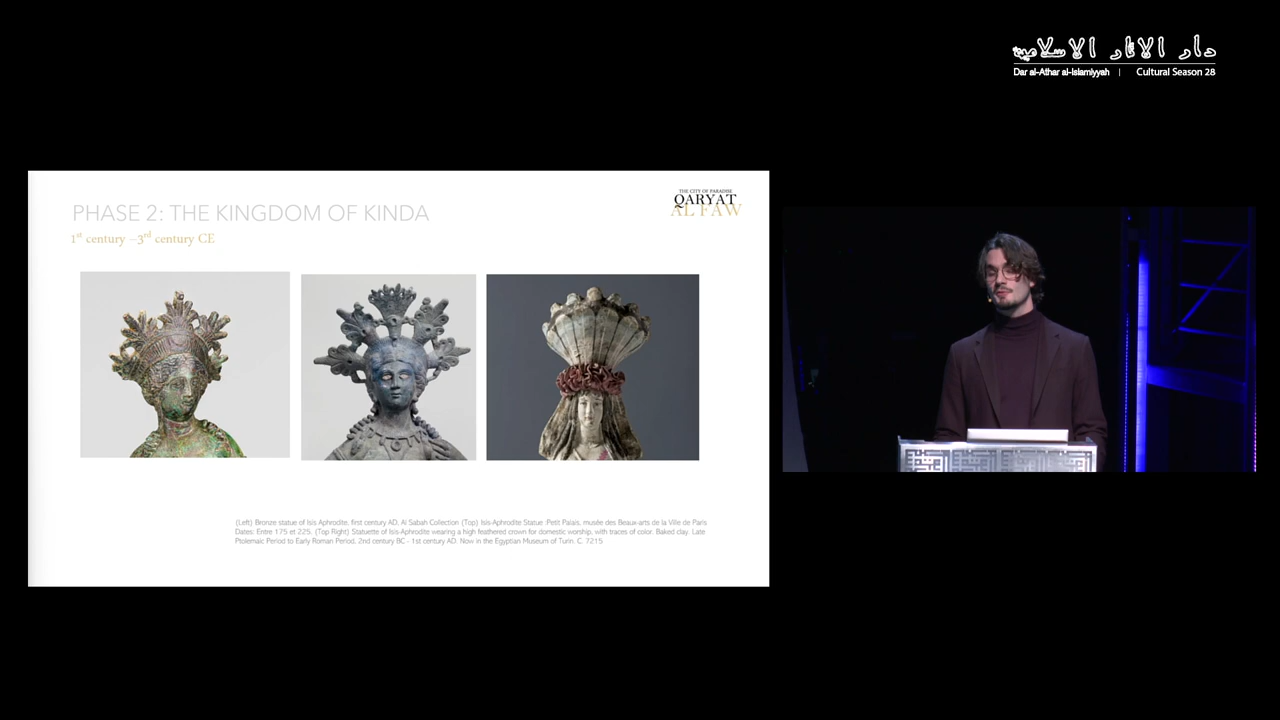 دار الآثار الإسلامية
Dar al-Athar al-Islamiyyah | Cultural Season 28
THE CITY OF PARADISE
QARYAT
AL FAW
PHASE 2: THE KINGDOM OF KINDA
1st century –3rd century CE
(Left) Bronze statue of Isis Aphrodite, first century AD, Al Sabah Collection (Top) Isis-Aphrodite Statue Petit Palais, musée des Beaux-arts de la Ville de Paris
Dates: Entre 175 et 225. (Top Right) Statuette of Isis-Aphrodite wearing a high feathered crown for domestic worship, with traces of color. Baked clay. Late
Ptolemaic Period to Early Roman Period, 2nd century BC - 1st century AD. Now in the Egyptian Museum of Turin. C. 7215